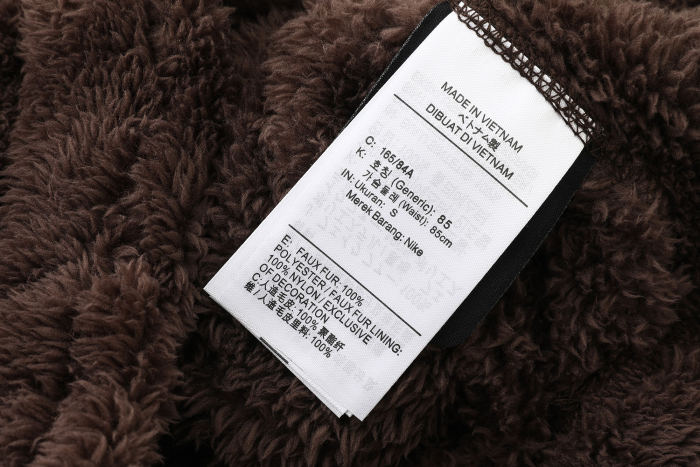 MADE IN VIETNAM
ベトナム製
DIBUAT DI VIETNAM
C: 165/84A
K: 호칭 (Generic): 85
가슴둘레 (Waist): 85cm
IN: Ukuran: S
Merek Barang: Nike
E: FAUX FUR: 100%
POLYESTER / FAUX FUR LINING:
100% NYLON / EXCLUSIVE
OF DECORATION
C:人造毛皮: 100% 聚酯纤
维 / 人造毛皮里料: 100%